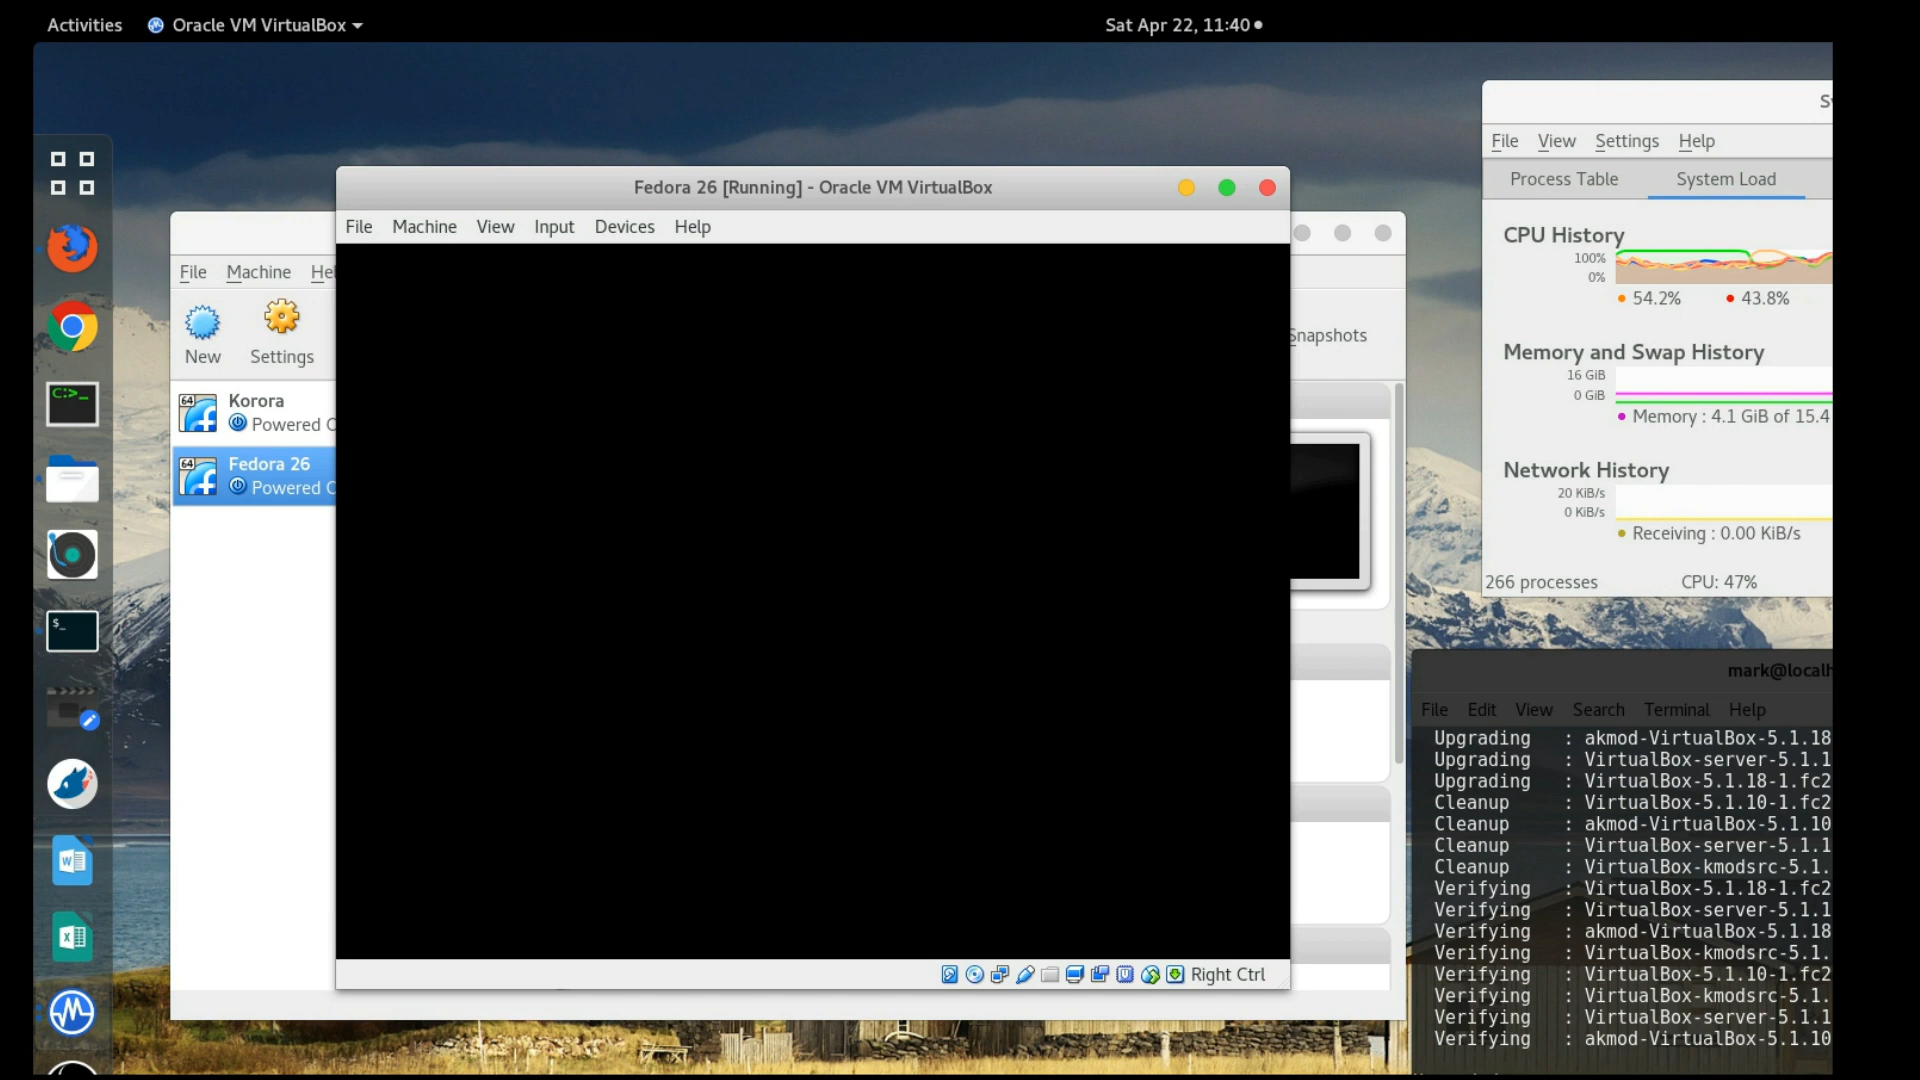 Activities Oracle VM VirtualBox Sat Apr 22, 11:40
Fedora 26 [Running] - Oracle VM VirtualBox
File Machine View Input Devices Help
Right Ctrl
File Machine
New Settings
Snapshots
Korora
Powered
Fedora 26
Powered
File View Settings Help
Process Table System Load
CPU History
100%
0%
54.2% 43.8%
Memory and Swap History
16 GiB
0 GiB
Memory : 4.1 GiB of 15.4
Network History
20 KiB/s
0 KiB/s
Receiving : 0.00 KiB/s
266 processes CPU: 47%
mark@localh
File Edit View Search Terminal Help
Upgrading : akmod-VirtualBox-5.1.18
Upgrading : VirtualBox-server-5.1.1
Upgrading : VirtualBox-5.1.18-1.fc2
Cleanup : VirtualBox-5.1.10-1.fc2
Cleanup : akmod-VirtualBox-5.1.10
Cleanup : VirtualBox-server-5.1.1
Cleanup : VirtualBox-kmodsrc-5.1.
Verifying : VirtualBox-5.1.18-1.fc2
Verifying : VirtualBox-server-5.1.1
Verifying : akmod-VirtualBox-5.1.18
Verifying : VirtualBox-kmodsrc-5.1.
Verifying : VirtualBox-5.1.10-1.fc2
Verifying : VirtualBox-kmodsrc-5.1.
Verifying : VirtualBox-server-5.1.1
Verifying : akmod-VirtualBox-5.1.10